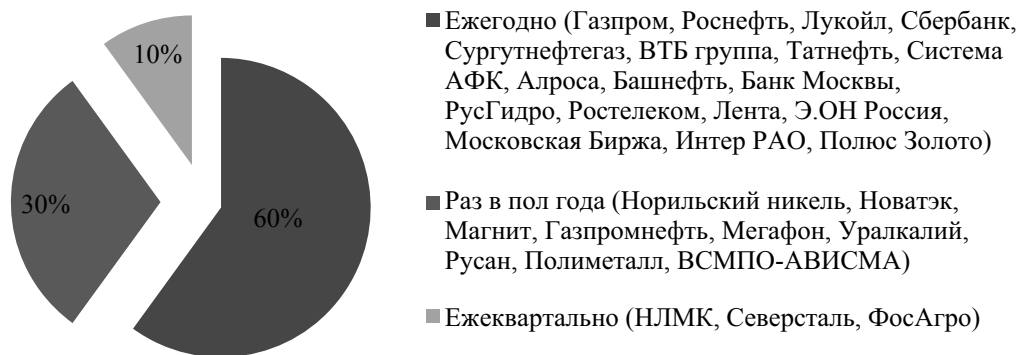 10%
30%
60%
Ежегодно (Газпром, Роснефть, Лукойл, Сбербанк,
Сургутнефтегаз, ВТБ группа, Татнефть, Система
АФК, Алроса, Башнефть, Банк Москвы,
РусГидро, Ростелеком, Лента, Э.ОН Россия,
Московская Биржа, Интер РАО, Полюс Золото)
Раз в пол года (Норильский никель, Новатэк,
Магнит, Газпромнефть, Мегафон, Уралкалий,
Русан, Полиметалл, ВСМПО-АВИСМА)
Ежеквартально (НЛМК, Северсталь, ФосАгро)